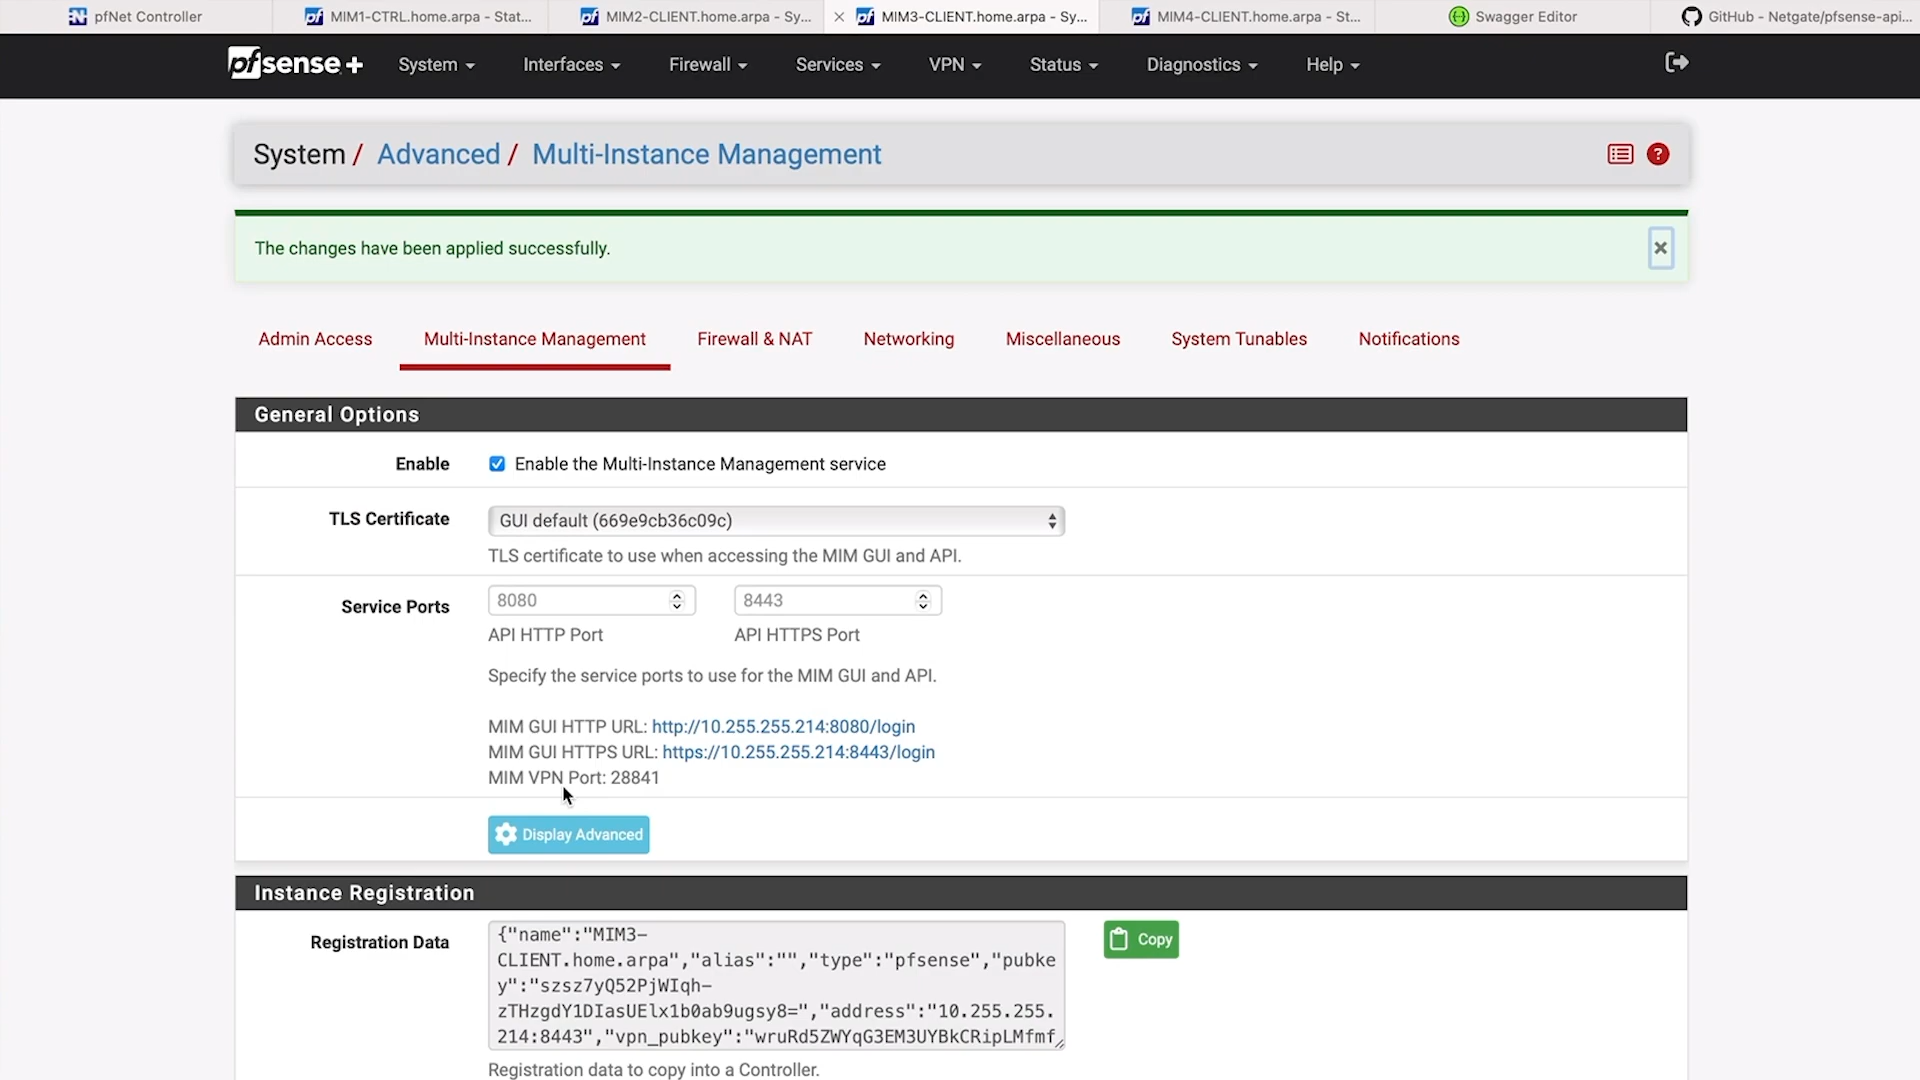 pfNet Controller
MIM1-CTRL.home.arpa - Stat...
MIM2-CLIENT.home.arpa - Sy...
MIM3-CLIENT.home.arpa - Sy...
MIM4-CLIENT.home.arpa - St...
Swagger Editor
GitHub - Netgate/pfsense-api...
pfsense+
System
Interfaces
Firewall
Services
VPN
Status
Diagnostics
Help
System / Advanced / Multi-Instance Management
?
The changes have been applied successfully.
×
Admin Access
Multi-Instance Management
Firewall & NAT
Networking
Miscellaneous
System Tunables
Notifications
General Options
Enable
Enable the Multi-Instance Management service
TLS Certificate
GUI default (669e9cb36c09c)
TLS certificate to use when accessing the MIM GUI and API.
Service Ports
8080
8443
API HTTP Port
API HTTPS Port
Specify the service ports to use for the MIM GUI and API.
MIM GUI HTTP URL: http://10.255.255.214:8080/login
MIM GUI HTTPS URL: https://10.255.255.214:8443/login
MIM VPN Port: 28841
Display Advanced
Instance Registration
Registration Data
{"name":"MIM3-
CLIENT.home.arpa","alias":"","type":"pfsense","pubke
y":"szsz7yQ52PjWIqh-
zTHzgdY1DIasUElx1b0ab9ugsy8=","address":"10.255.255.
214:8443","vpn_pubkey":"wruRd5ZWYqG3EM3UYBkCRipLMfmf
Copy
Registration data to copy into a Controller.